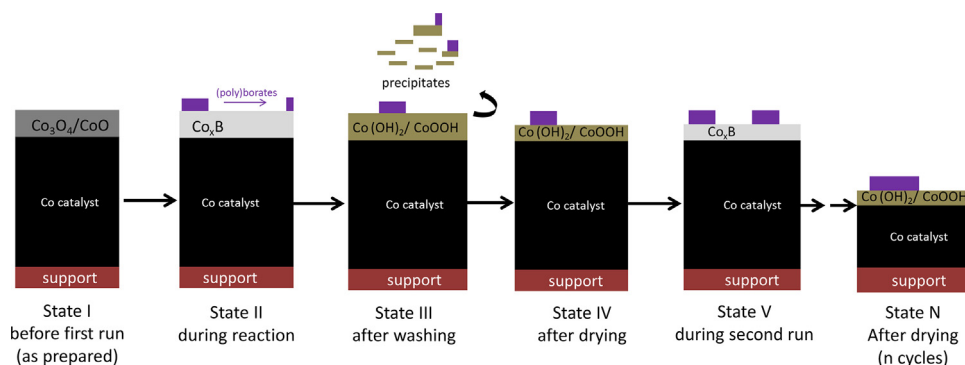 precipitates
(poly)borates
Co₃O₄/CoO
CoₓB
Co (OH)₂/ CoOOH
Co (OH)₂/ CoOOH
CoₓB
Co (OH)₂/ CoOOH
Co catalyst
Co catalyst
Co catalyst
Co catalyst
Co catalyst
Co catalyst
support
support
support
support
support
support
State I
before first run
(as prepared)
State II
during reaction
State III
after washing
State IV
after drying
State V
during second run
State N
After drying
(n cycles)